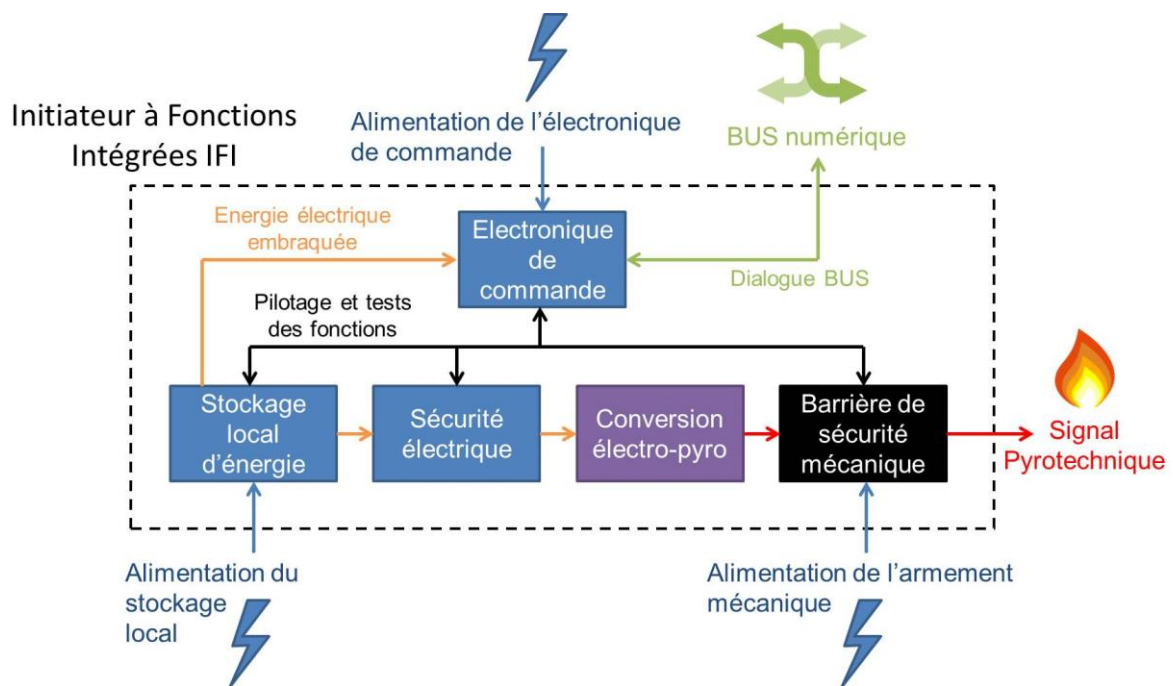 Initiateur à Fonctions
Intégrées IFI
Alimentation de l'électronique
de commande
BUS numérique
Energie électrique
embraquée
Electronique
de
commande
Dialogue BUS
Pilotage et tests
des fonctions
Stockage
local
d'énergie
Sécurité
électrique
Conversion
électro-pyro
Barrière de
sécurité
mécanique
Signal
Pyrotechnique
Alimentation du
stockage
local
Alimentation de l'armement
mécanique